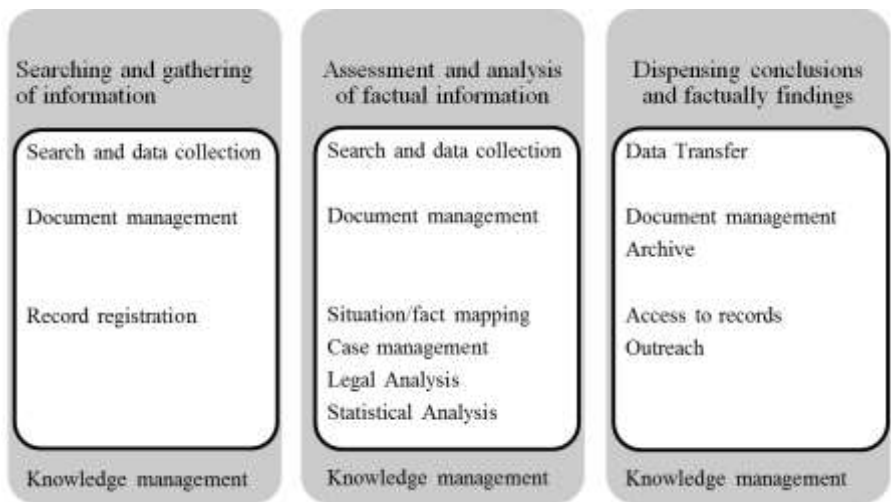 Searching and gathering
of information
Search and data collection
Document management
Record registration
Knowledge management
Assessment and analysis
of factual information
Search and data collection
Document management
Situation/fact mapping
Case management
Legal Analysis
Statistical Analysis
Knowledge management
Dispensing conclusions
and factually findings
Data Transfer
Document management
Archive
Access to records
Outreach
Knowledge management